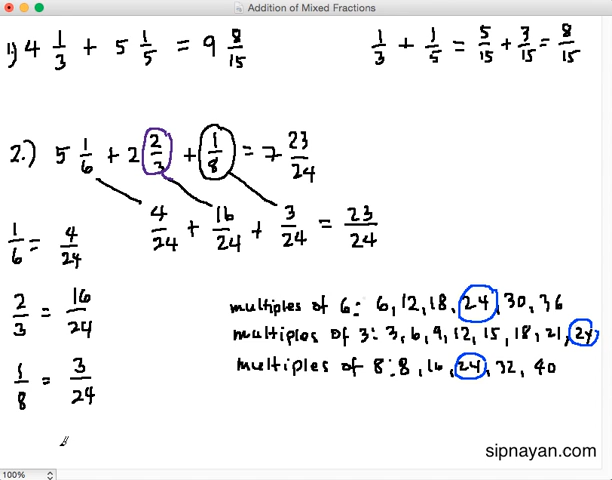 Addition of Mixed Fractions
1) 4 1/3 + 5 1/5 = 9 8/15
1/3 + 1/5 = 5/15 + 3/15 = 8/15
2.) 5 1/6 + 2 2/3 + 1/8 = 7 23/24
4/24 + 16/24 + 3/24 = 23/24
1/6 = 4/24
2/3 = 16/24
1/8 = 3/24
multiples of 6: 6, 12, 18, 24, 30, 36
multiples of 3: 3, 6, 9, 12, 15, 18, 21, 24
multiples of 8: 8, 16, 24, 32, 40
sipnayan.com
100%